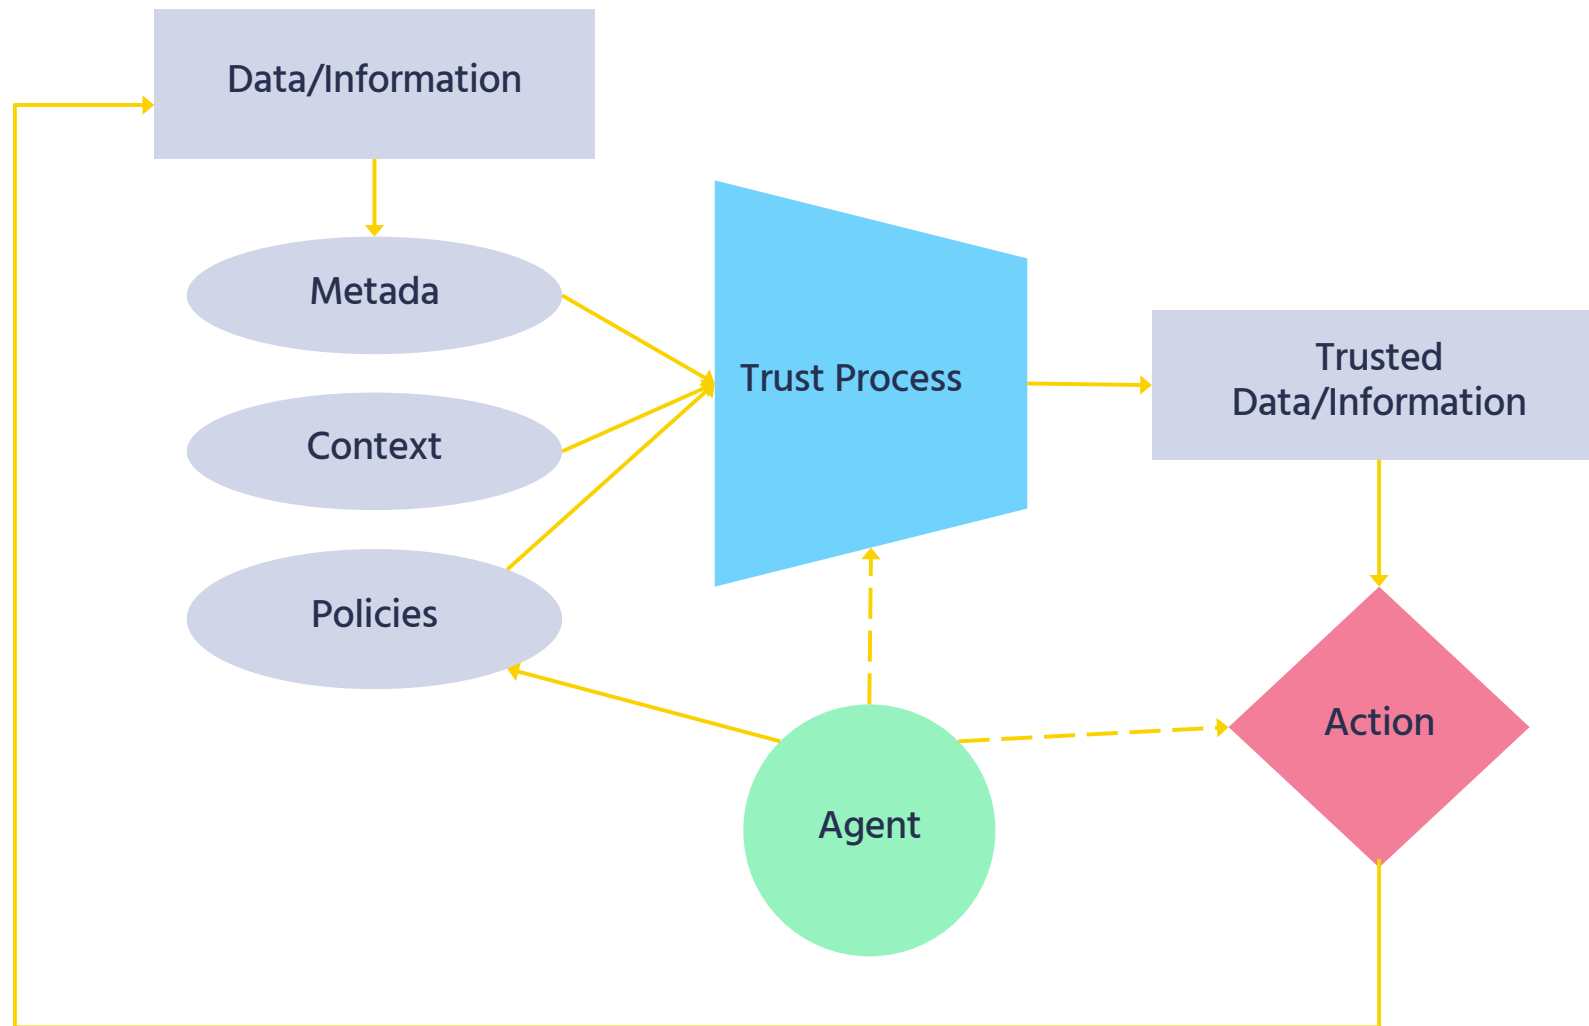 Data/Information
Metada
Context
Policies
Trust Process
Trusted
Data/Information
Action
Agent